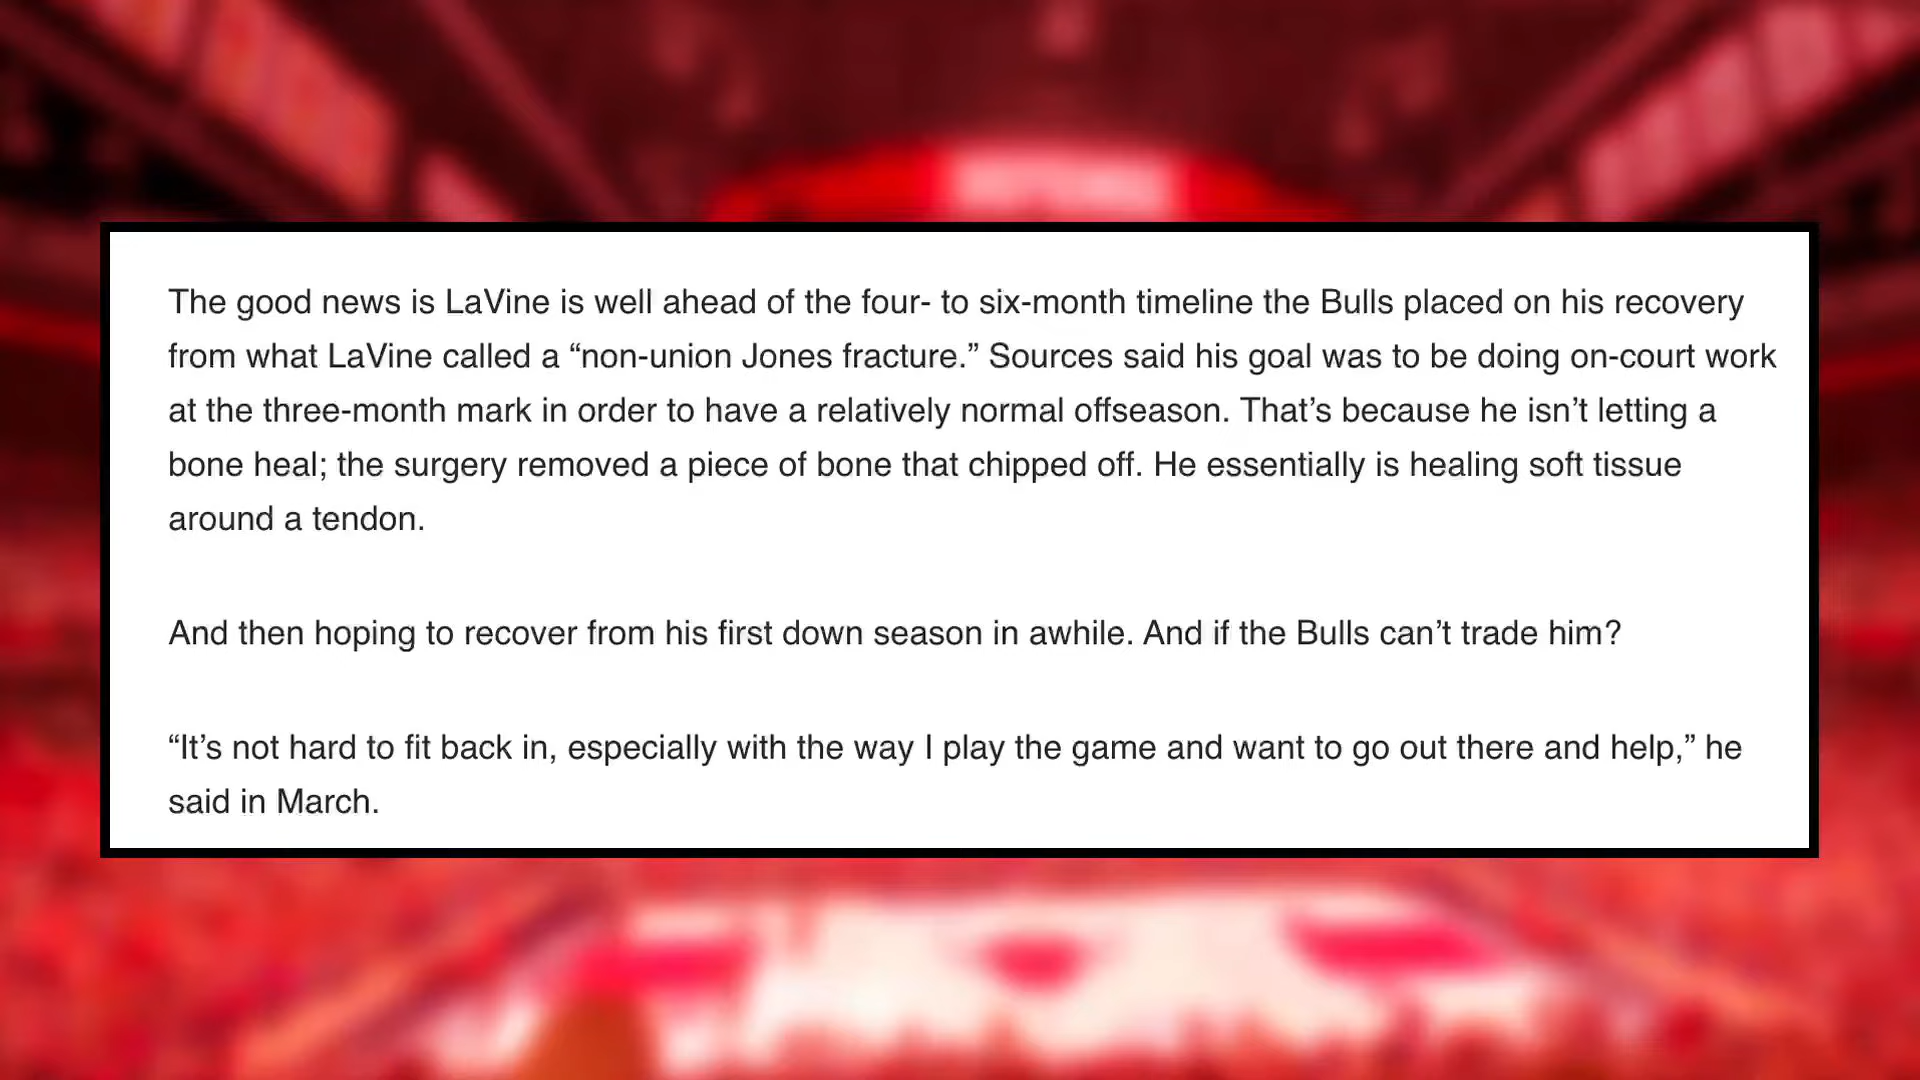 The good news is LaVine is well ahead of the four- to six-month timeline the Bulls placed on his recovery
from what LaVine called a “non-union Jones fracture.” Sources said his goal was to be doing on-court work
at the three-month mark in order to have a relatively normal offseason. That’s because he isn’t letting a
bone heal; the surgery removed a piece of bone that chipped off. He essentially is healing soft tissue
around a tendon.
And then hoping to recover from his first down season in awhile. And if the Bulls can’t trade him?
“It’s not hard to fit back in, especially with the way I play the game and want to go out there and help,” he
said in March.